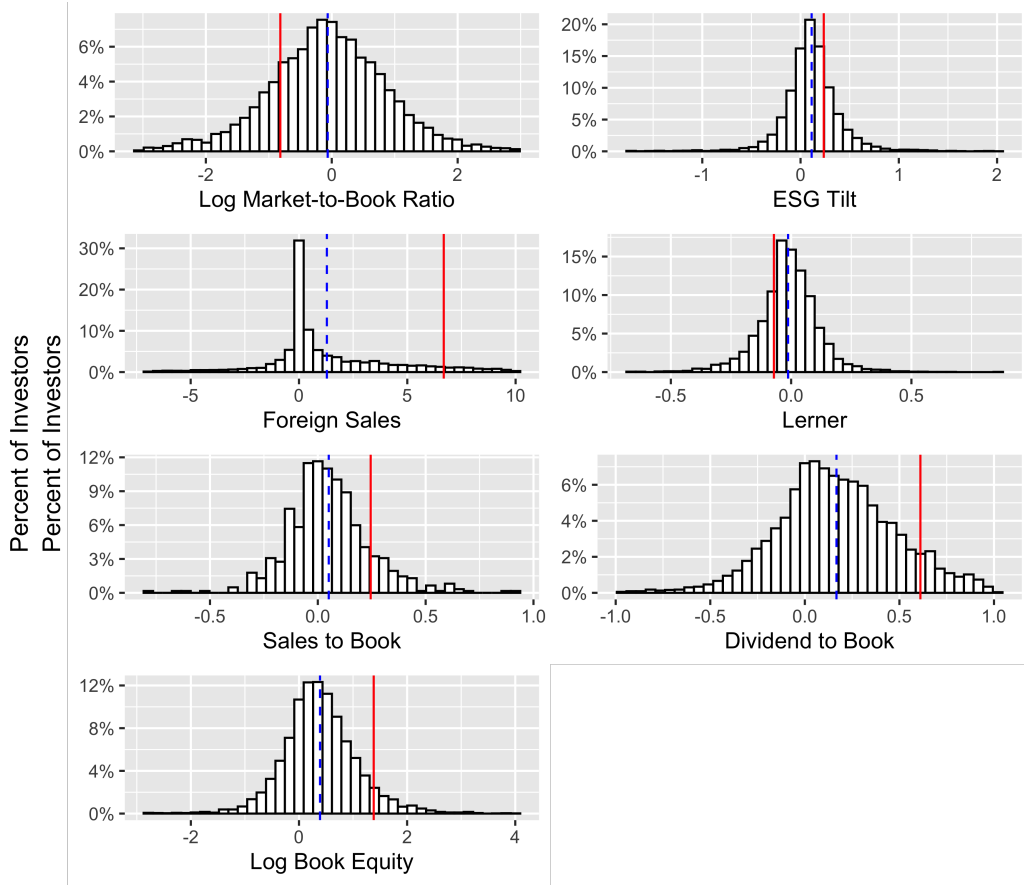 Percent of Investors
Percent of Investors
6%
4%
2%
0%
-2 0 2
Log Market-to-Book Ratio
20%
15%
10%
5%
0%
-1 0 1 2
ESG Tilt
30%
20%
10%
0%
-5 0 5 10
Foreign Sales
15%
10%
5%
0%
-0.5 0.0 0.5
Lerner
12%
9%
6%
3%
0%
-0.5 0.0 0.5 1.0
Sales to Book
6%
4%
2%
0%
-1.0 -0.5 0.0 0.5 1.0
Dividend to Book
12%
8%
4%
0%
-2 0 2 4
Log Book Equity